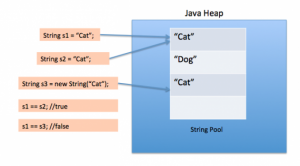 Java Heap
String s1 = "Cat";
String s2 = "Cat";
String s3 = new String("Cat");
s1 == s2; //true
s1 == s3; //false
"Cat"
"Dog"
"Cat"
String Pool